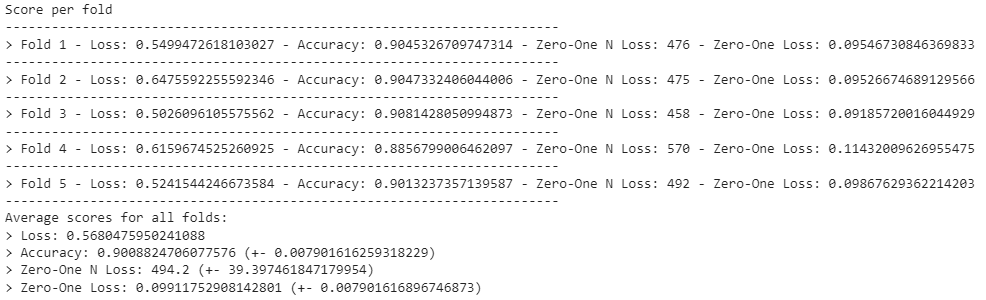 Score per fold
------------------------------------------------------------------------
> Fold 1 - Loss: 0.5499472618103027 - Accuracy: 0.9045326709747314 - Zero-One N Loss: 476 - Zero-One Loss: 0.09546730846369833
------------------------------------------------------------------------
> Fold 2 - Loss: 0.6475592255592346 - Accuracy: 0.9047332406044006 - Zero-One N Loss: 475 - Zero-One Loss: 0.09526674689129566
------------------------------------------------------------------------
> Fold 3 - Loss: 0.5026096105575562 - Accuracy: 0.9081428050994873 - Zero-One N Loss: 458 - Zero-One Loss: 0.09185720016044929
------------------------------------------------------------------------
> Fold 4 - Loss: 0.6159674525260925 - Accuracy: 0.8856799006462097 - Zero-One N Loss: 570 - Zero-One Loss: 0.11432009626955475
------------------------------------------------------------------------
> Fold 5 - Loss: 0.5241544246673584 - Accuracy: 0.9013237357139587 - Zero-One N Loss: 492 - Zero-One Loss: 0.09867629362214203
------------------------------------------------------------------------
Average scores for all folds:
> Loss: 0.5680475950241088
> Accuracy: 0.9008824706077576 (+- 0.007901616259318229)
> Zero-One N Loss: 494.2 (+- 39.397461847179954)
> Zero-One Loss: 0.09911752908142801 (+- 0.007901616896746873)